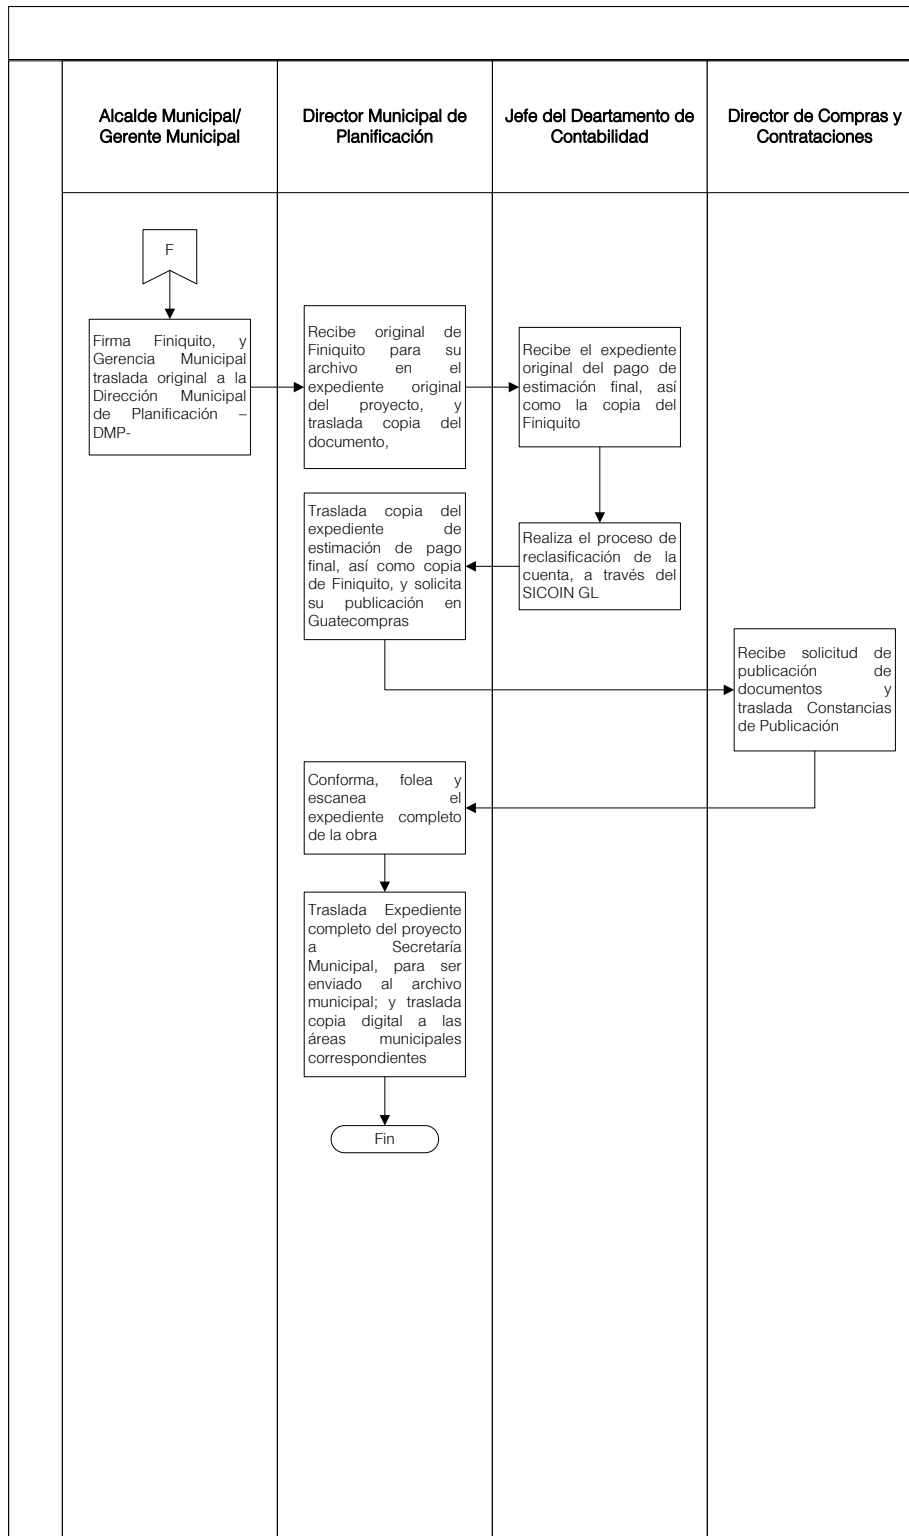 Alcalde Municipal/
Gerente Municipal
Director Municipal de
Planificación
Jefe del Deartamento de
Contabilidad
Director de Compras y
Contrataciones
F
Firma Finiquito, y
Gerencia Municipal
traslada original a la
Dirección Municipal
de Planificación –
DMP-
Recibe original de
Finiquito para su
archivo en el
expediente original
del proyecto, y
traslada copia del
documento,
Recibe el expediente
original del pago de
estimación final, así
como la copia del
Finiquito
Realiza el proceso de
reclasificación de la
cuenta, a través del
SICOIN GL
Traslada copia del
expediente de
estimación de pago
final, así como copia
de Finiquito, y solicita
su publicación en
Guatecompras
Recibe solicitud de
publicación de
documentos y
traslada Constancias
de Publicación
Conforma, folea y
escanea el
expediente completo
de la obra
Traslada Expediente
completo del proyecto
a Secretaría
Municipal, para ser
enviado al archivo
municipal; y traslada
copia digital a las
áreas municipales
correspondientes
Fin